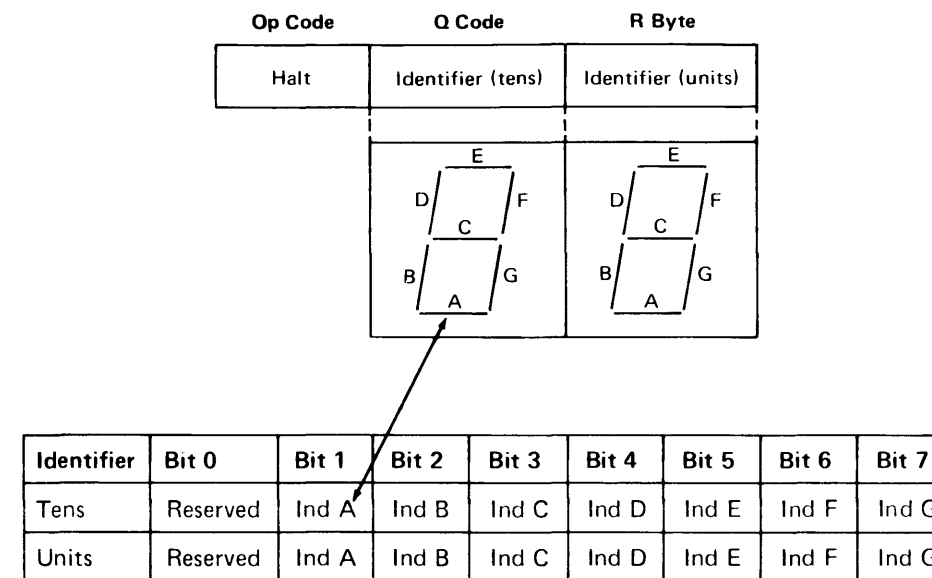 Op Code Q Code R Byte
Halt Identifier (tens) Identifier (units)
E E
D F D F
C C
B G B G
A A
Identifier Bit 0 Bit 1 Bit 2 Bit 3 Bit 4 Bit 5 Bit 6 Bit 7
Tens Reserved Ind A Ind B Ind C Ind D Ind E Ind F Ind G
Units Reserved Ind A Ind B Ind C Ind D Ind E Ind F Ind G